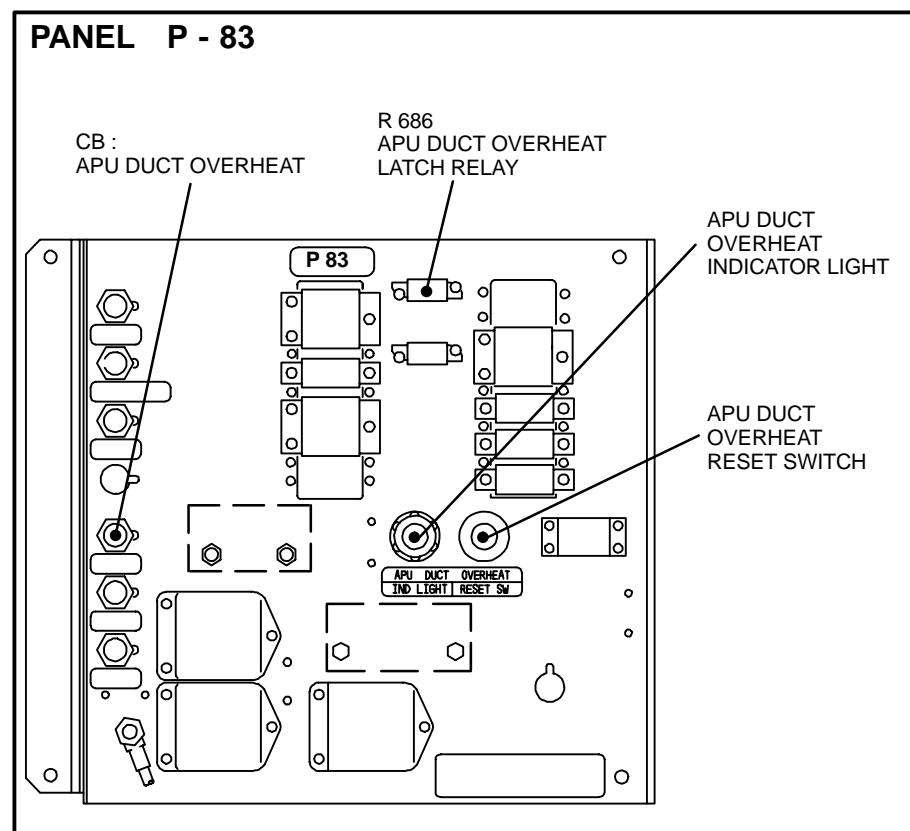 PANEL P - 83
CB :
APU DUCT OVERHEAT
R 686
APU DUCT OVERHEAT
LATCH RELAY
APU DUCT
OVERHEAT
INDICATOR LIGHT
P 83
APU DUCT
OVERHEAT
RESET SWITCH
APU DUCT OVERHEAT
IND LIGHT RESET SW